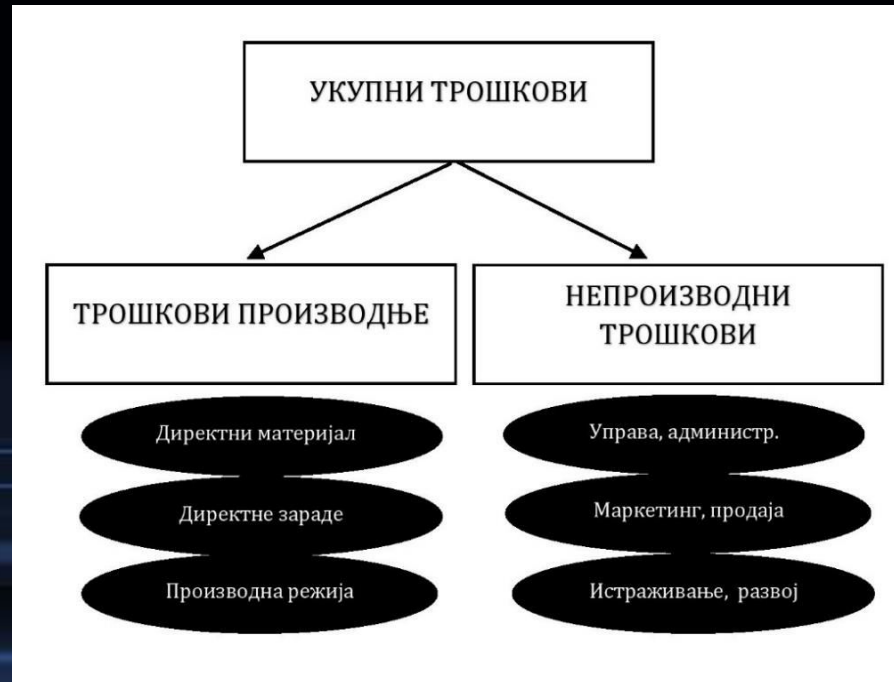 УКУПНИ ТРОШКОВИ
ТРОШКОВИ ПРОИЗВОДЊЕ
НЕПРОИЗВОДНИ
ТРОШКОВИ
Директни материјал
Директне зараде
Производна режија
Управа, администр.
Маркетинг, продаја
Истраживање, развој